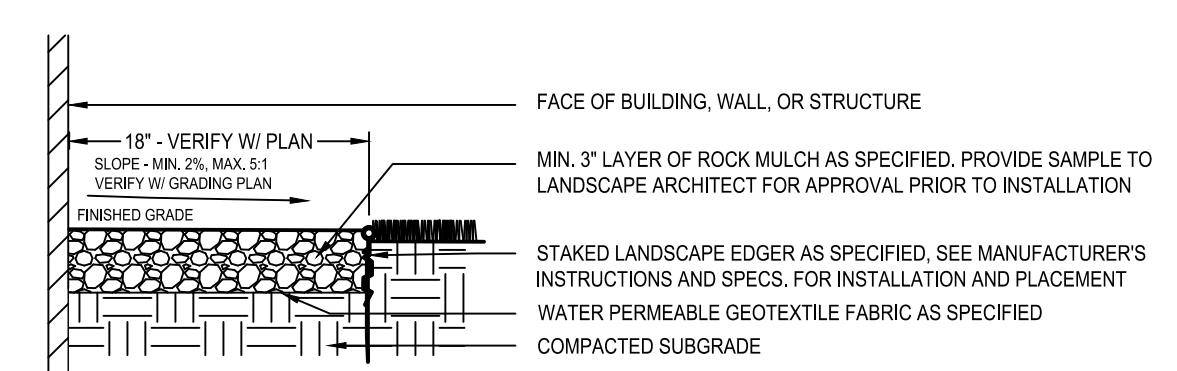 FACE OF BUILDING, WALL, OR STRUCTURE
18" - VERIFY W/ PLAN
SLOPE - MIN. 2%, MAX. 5:1
VERIFY W/ GRADING PLAN
FINISHED GRADE
MIN. 3" LAYER OF ROCK MULCH AS SPECIFIED. PROVIDE SAMPLE TO
LANDSCAPE ARCHITECT FOR APPROVAL PRIOR TO INSTALLATION
STAKED LANDSCAPE EDGER AS SPECIFIED, SEE MANUFACTURER'S
INSTRUCTIONS AND SPECS. FOR INSTALLATION AND PLACEMENT
WATER PERMEABLE GEOTEXTILE FABRIC AS SPECIFIED
COMPACTED SUBGRADE